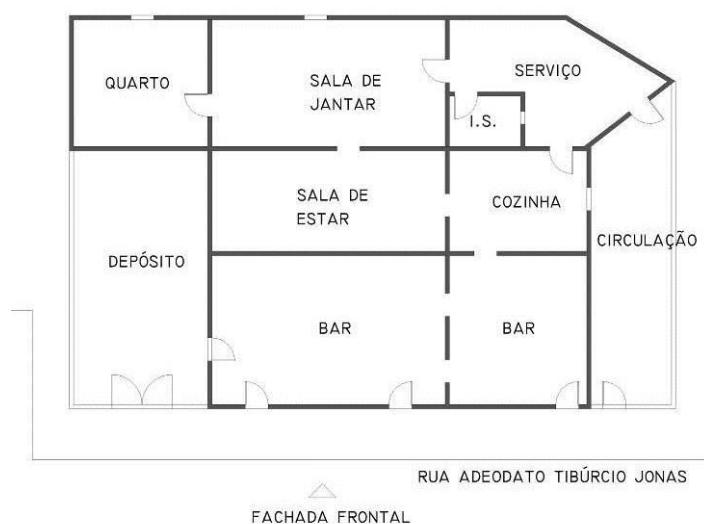 QUARTO
SALA DE
JANTAR
SERVIÇO
I.S.
SALA DE
ESTAR
COZINHA
CIRCULAÇÃO
DEPÓSITO
BAR
BAR
RUA ADEODATO TIBÚRCIO JONAS
FACHADA FRONTAL